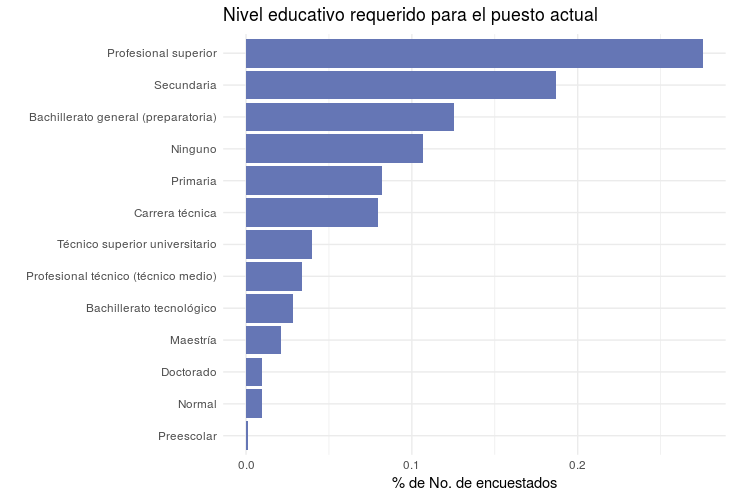 Nivel educativo requerido para el puesto actual
Profesional superior
Secundaria
Bachillerato general (preparatoria)
Ninguno
Primaria
Carrera técnica
Técnico superior universitario
Profesional técnico (técnico medio)
Bachillerato tecnológico
Maestría
Doctorado
Normal
Preescolar
0.0 0.1 0.2
% de No. de encuestados